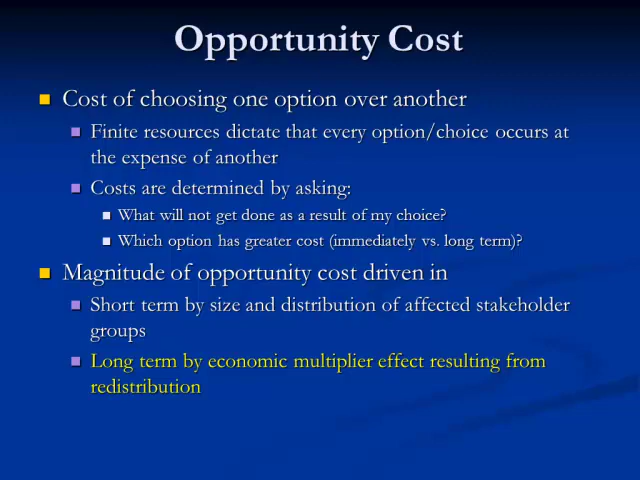 Opportunity Cost
Cost of choosing one option over another
Finite resources dictate that every option/choice occurs at
the expense of another
Costs are determined by asking:
What will not get done as a result of my choice?
Which option has greater cost (immediately vs. long term)?
Magnitude of opportunity cost driven in
Short term by size and distribution of affected stakeholder
groups
Long term by economic multiplier effect resulting from
redistribution